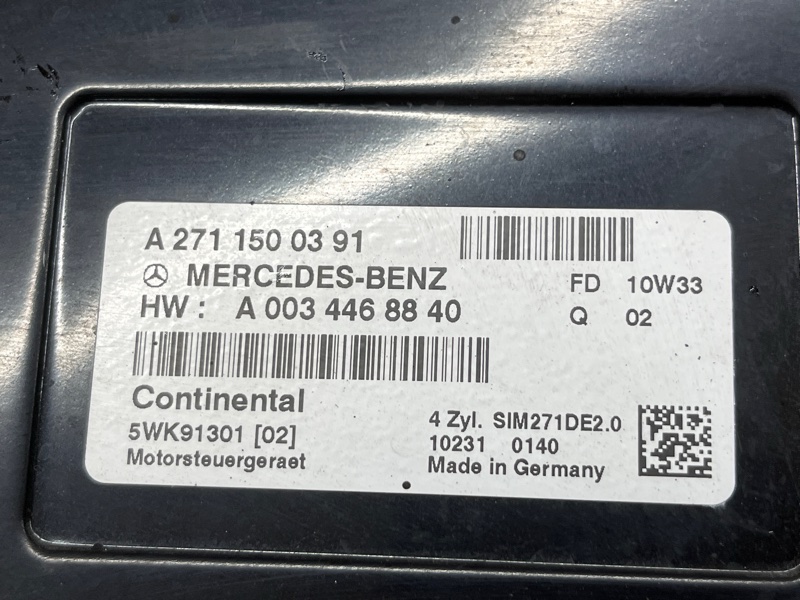 A 271 150 03 91
MERCEDES-BENZ FD 10W33
HW : A 003 446 88 40 Q 02
Continental
5WK91301 [02] 4 Zyl. SIM271DE2.0
Motorsteuergeraet 10231 0140
Made in Germany